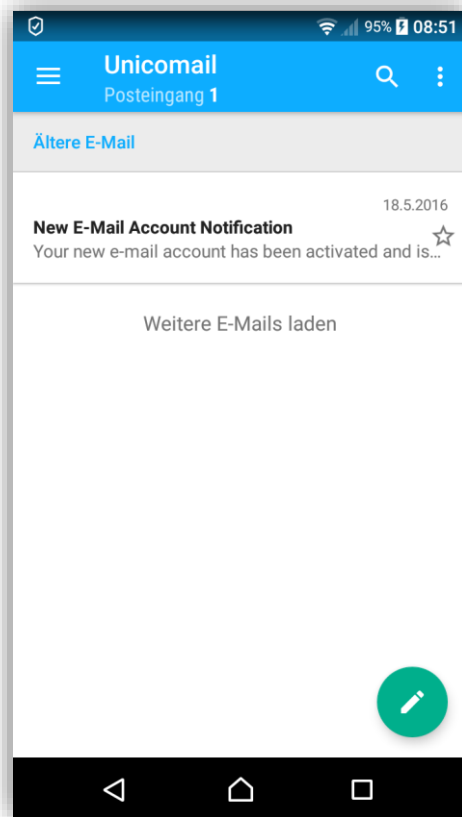 95% 08:51
Unicomail
Posteingang 1
Ältere E-Mail
18.5.2016
New E-Mail Account Notification
Your new e-mail account has been activated and is…
Weitere E-Mails laden